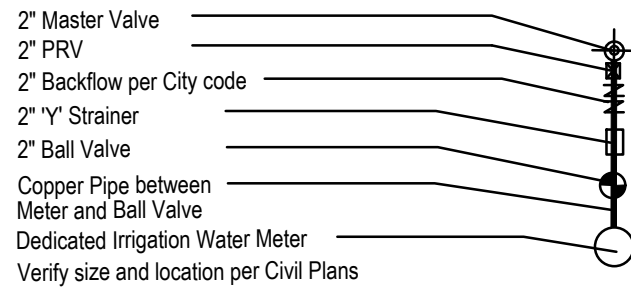 2" Master Valve
2" PRV
2" Backflow per City code
2" 'Y' Strainer
2" Ball Valve
Copper Pipe between
Meter and Ball Valve
Dedicated Irrigation Water Meter
Verify size and location per Civil Plans